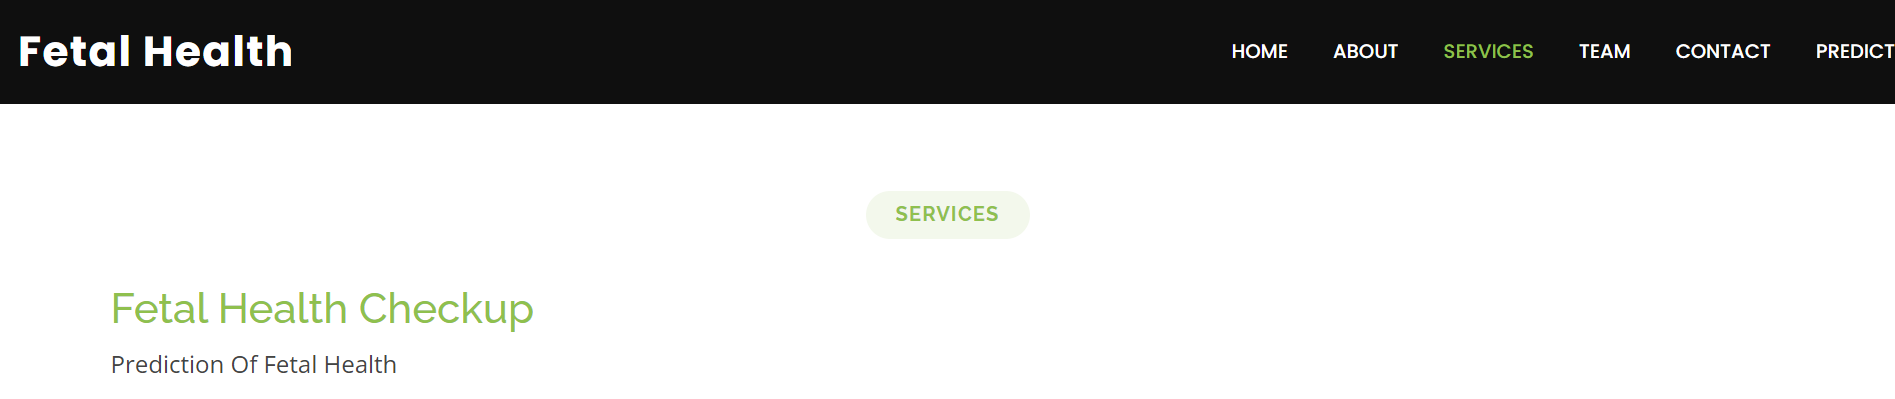 Fetal Health
HOME ABOUT SERVICES TEAM CONTACT PREDICT
SERVICES
Fetal Health Checkup
Prediction Of Fetal Health